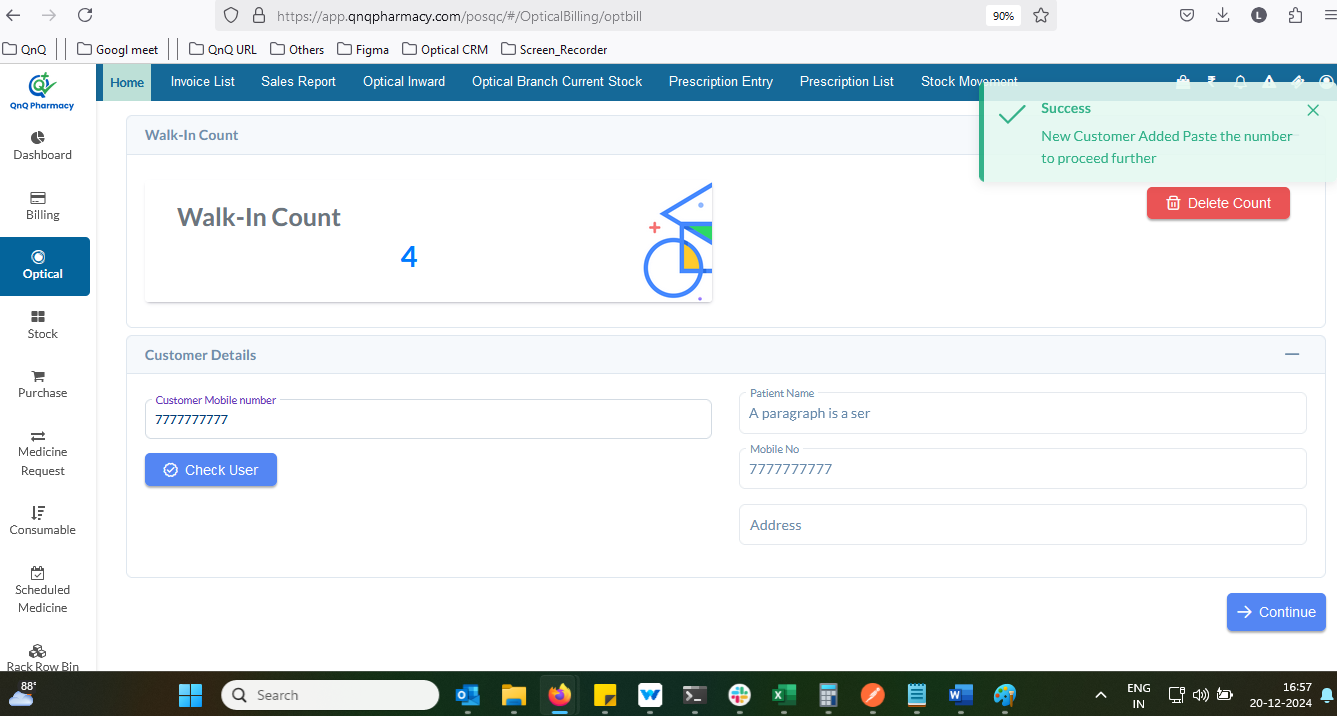 https://app.qnqpharmacy.com/posqc/#/OpticalBilling/optbill
90%
L
QnQ
Googl meet
QnQ URL
Others
Figma
Optical CRM
Screen_Recorder
QnQ Pharmacy
Home
Invoice List
Sales Report
Optical Inward
Optical Branch Current Stock
Prescription Entry
Prescription List
Stock Movement
Success
New Customer Added Paste the number
to proceed further
Dashboard
Billing
Optical
Stock
Purchase
Medicine
Request
Consumable
Scheduled
Medicine
Rack Row Bin
Walk-In Count
Walk-In Count
4
Delete Count
Customer Details
Customer Mobile number
7777777777
Check User
Patient Name
A paragraph is a ser
Mobile No
7777777777
Address
Continue
88°
Search
ENG
IN
16:57
20-12-2024